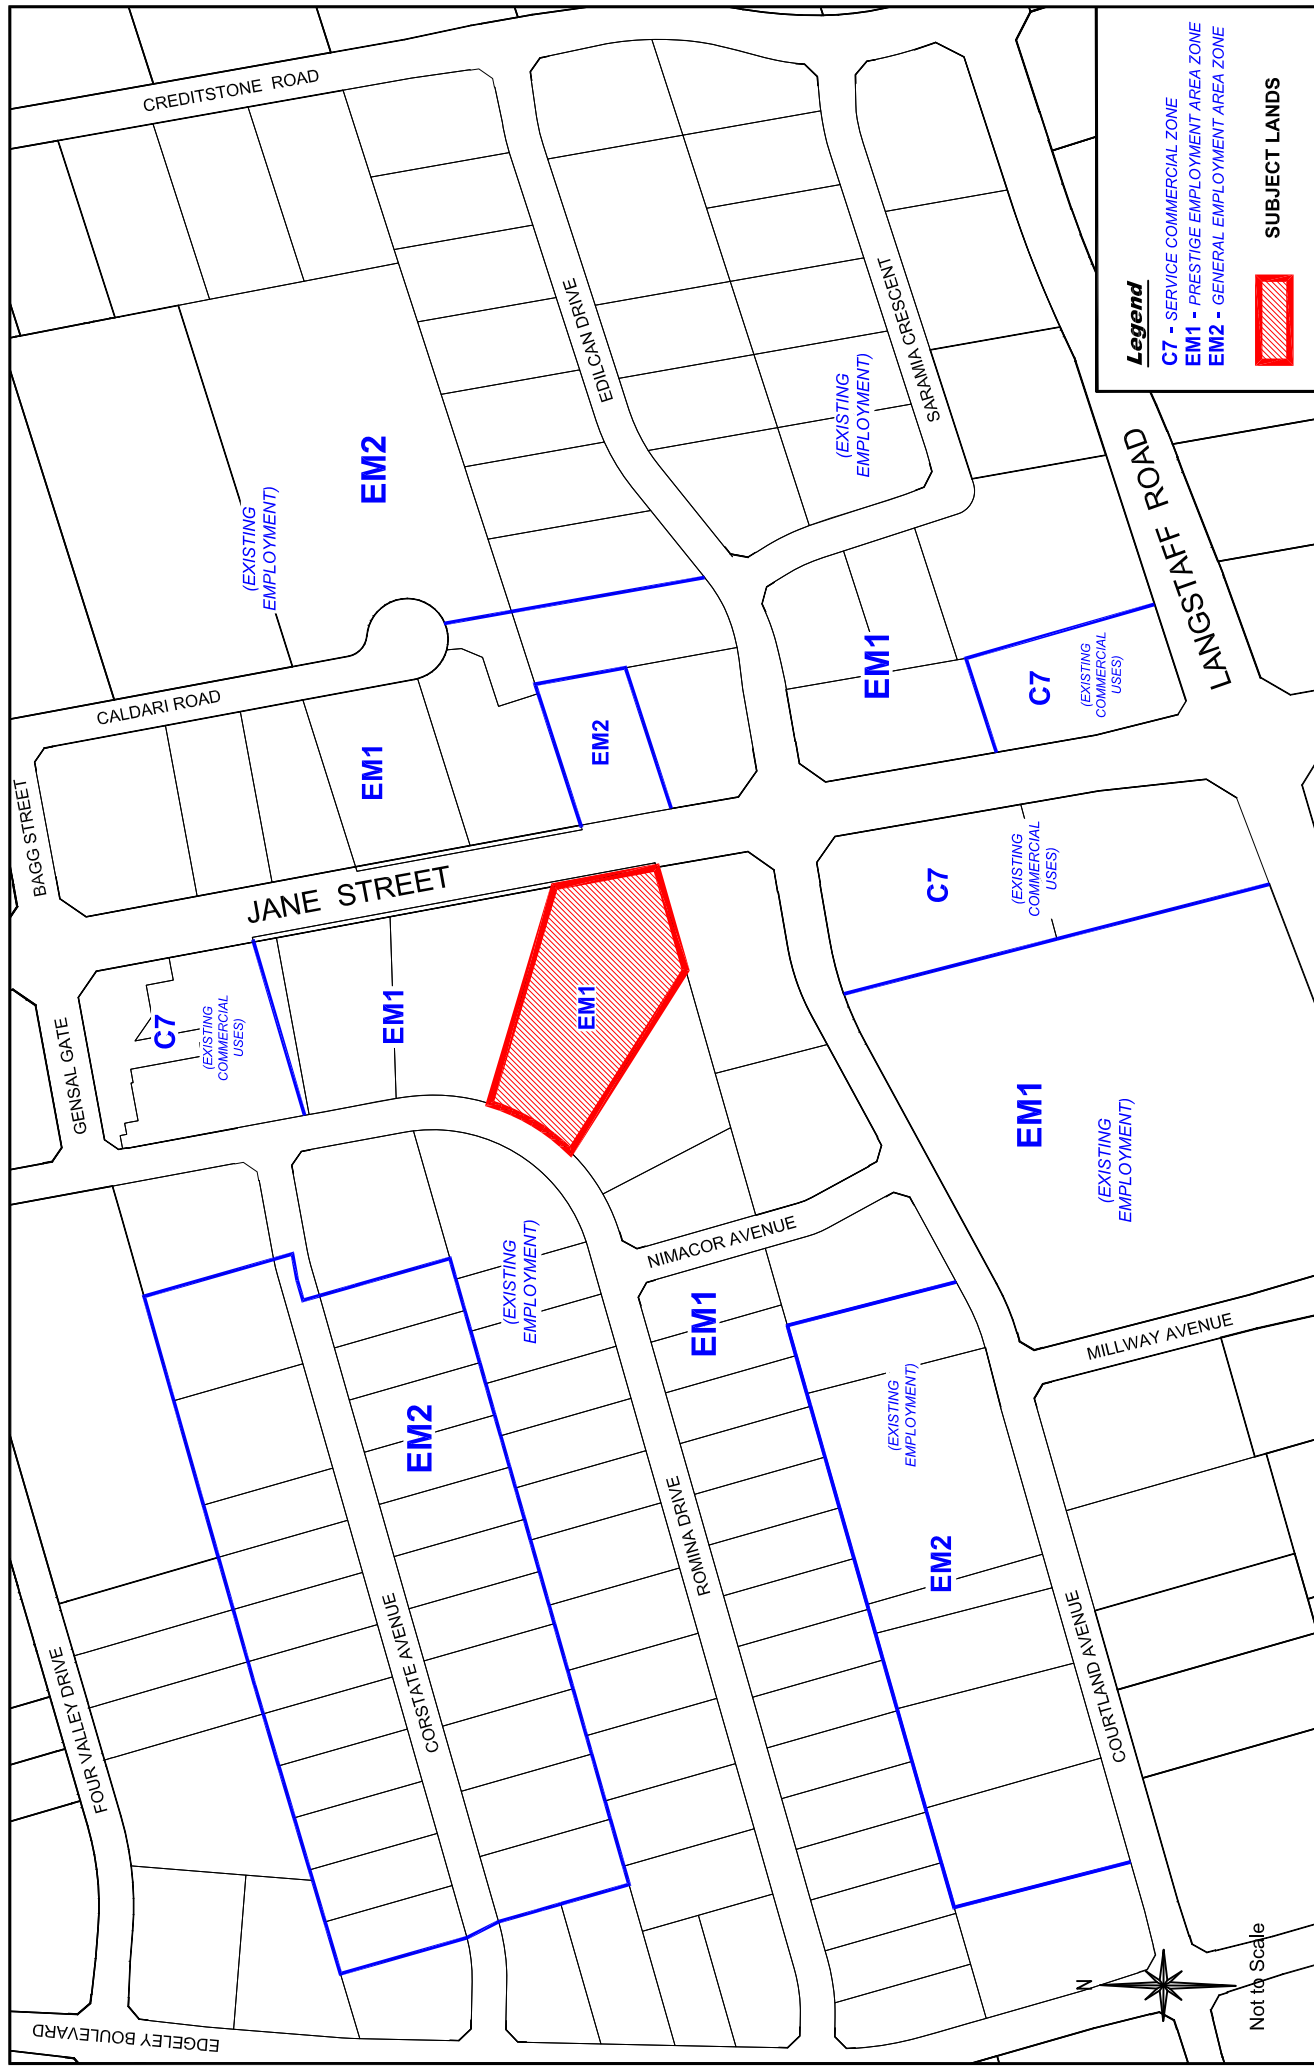 CREDITSTONE ROAD
EDILCAN DRIVE
SARAMIA CRESCENT
(EXISTING
EMPLOYMENT)
EM2
(EXISTING
EMPLOYMENT)
CALDARI ROAD
BAGG STREET
EM1
EM2
EM1
C7
(EXISTING
COMMERCIAL
USES)
LANGSTAFF ROAD
Legend
C7 - SERVICE COMMERCIAL ZONE
EM1 - PRESTIGE EMPLOYMENT AREA ZONE
EM2 - GENERAL EMPLOYMENT AREA ZONE
SUBJECT LANDS
JANE STREET
GENSAL GATE
C7
(EXISTING
COMMERCIAL
USES)
EM1
EM1
C7
(EXISTING
COMMERCIAL
USES)
EM1
(EXISTING
EMPLOYMENT)
(EXISTING
EMPLOYMENT)
NIMACOR AVENUE
EM1
MILLWAY AVENUE
EM2
(EXISTING
EMPLOYMENT)
EM2
ROMINA DRIVE
CORSTATE AVENUE
FOUR VALLEY DRIVE
COURTLAND AVENUE
EDGELEY BOULEVARD
N
Not to Scale